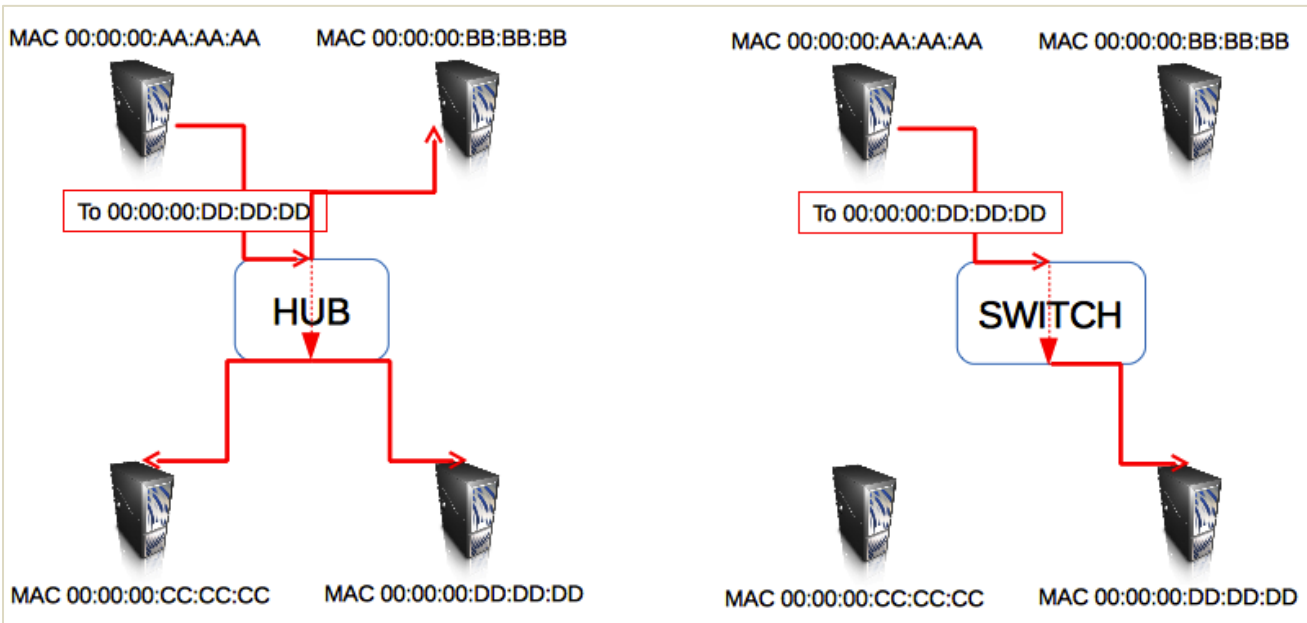 MAC 00:00:00:AA:AA:AA
MAC 00:00:00:BB:BB:BB
To 00:00:00:DD:DD:DD
HUB
MAC 00:00:00:CC:CC:CC
MAC 00:00:00:DD:DD:DD
MAC 00:00:00:AA:AA:AA
MAC 00:00:00:BB:BB:BB
To 00:00:00:DD:DD:DD
SWITCH
MAC 00:00:00:CC:CC:CC
MAC 00:00:00:DD:DD:DD